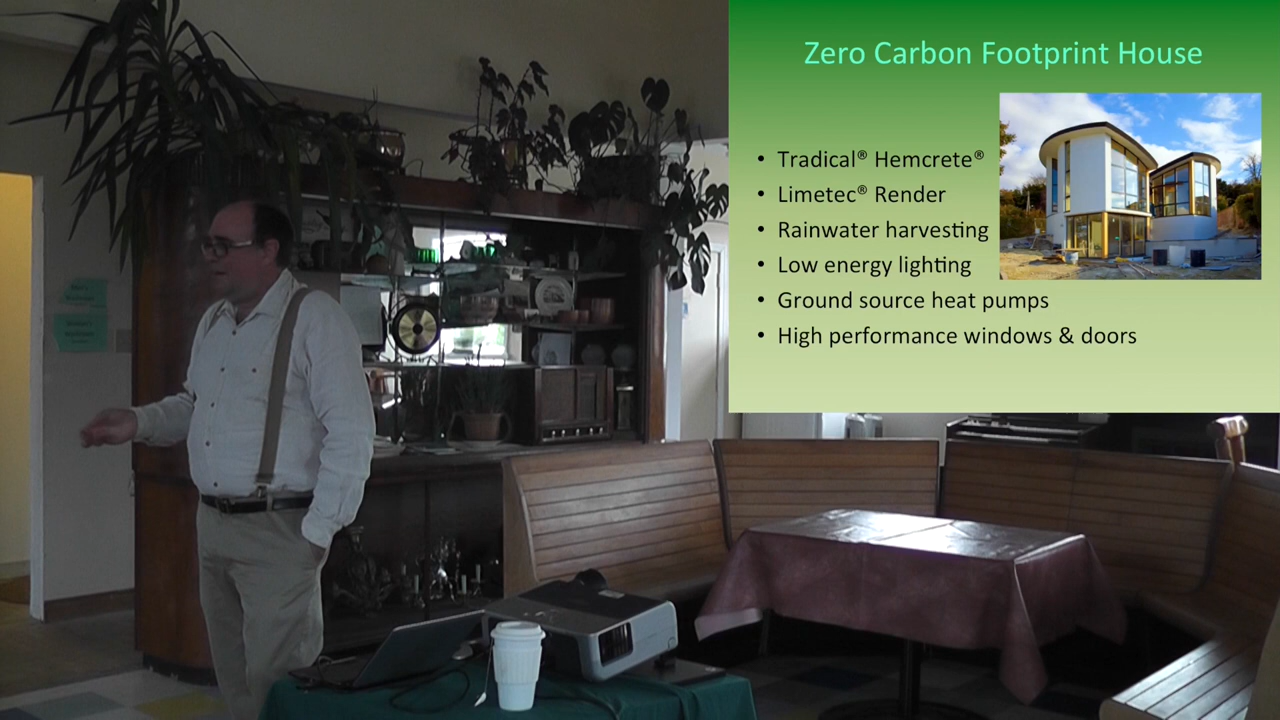 Zero Carbon Footprint House
• Tradical® Hemcrete®
• Limetec® Render
• Rainwater harvesting
• Low energy lighting
• Ground source heat pumps
• High performance windows & doors